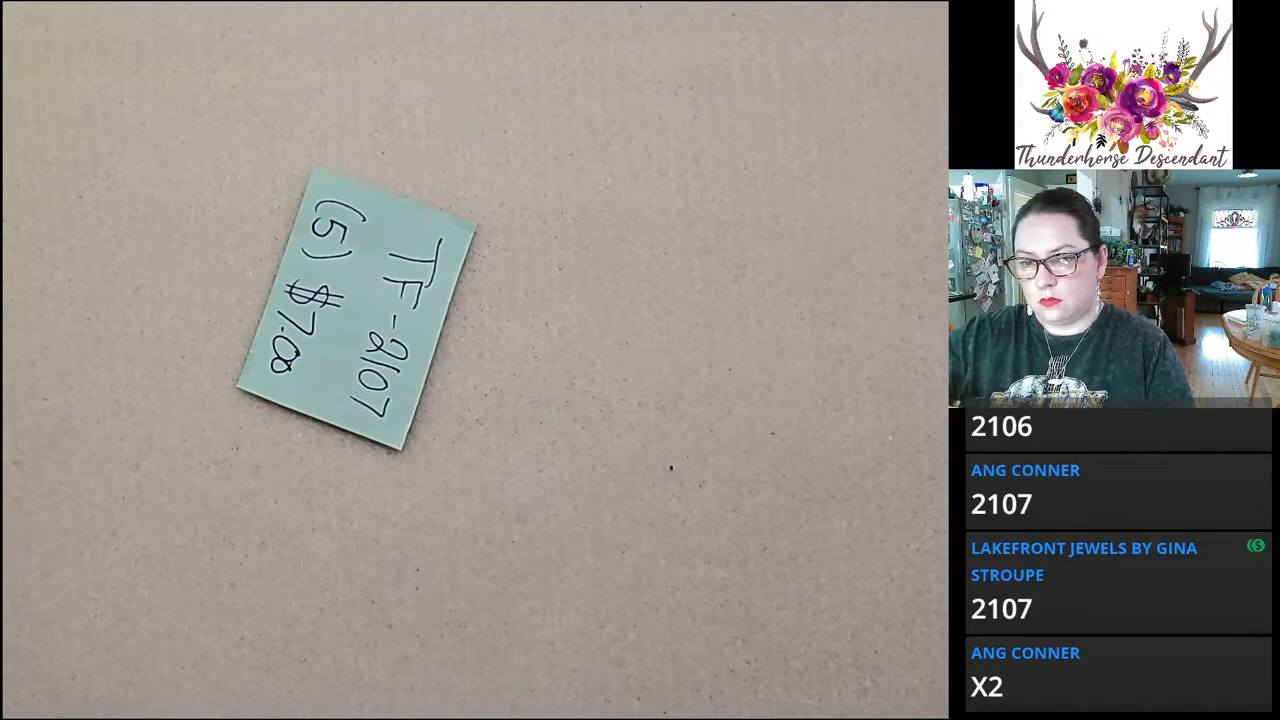 TF-2107
(5) $7.00
Thunderhorse Descendant
2106
ANG CONNER
2107
LAKEFRONT JEWELS BY GINA
STROUPE
2107
ANG CONNER
X2